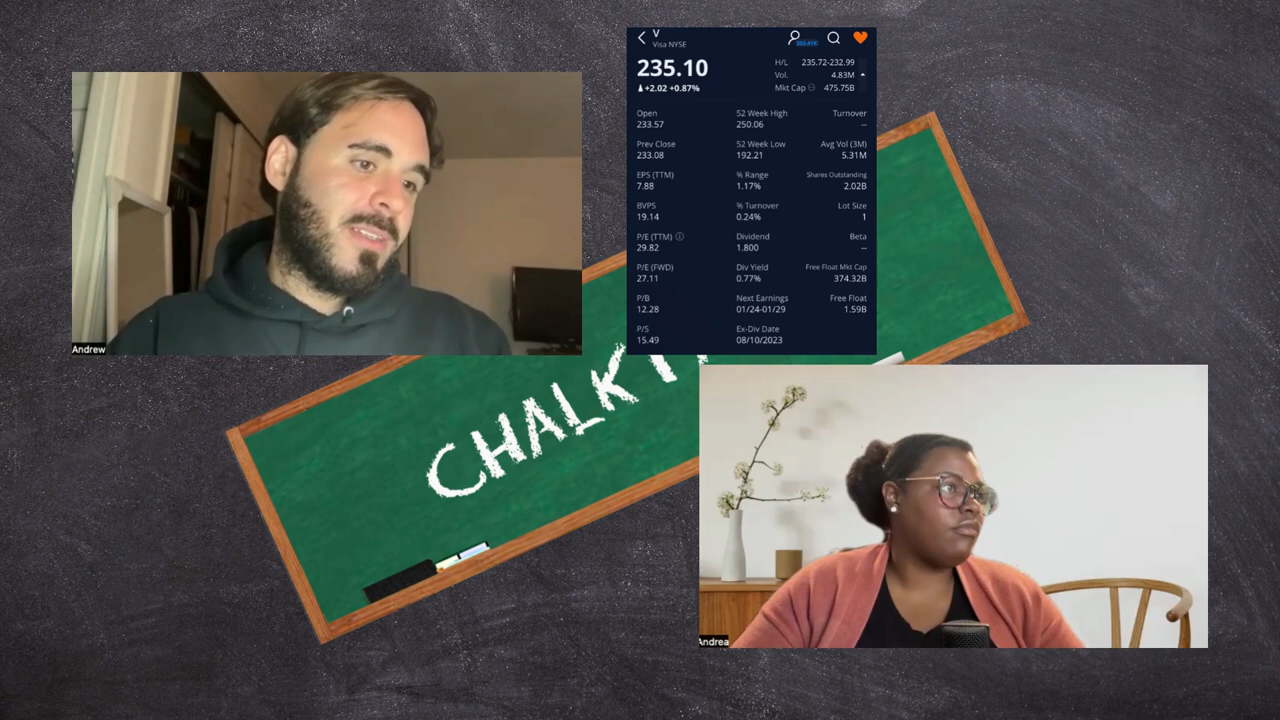 V
Visa NYSE
202.41K
235.10
+2.02 +0.87%
H/L 235.72-232.99
Vol. 4.83M
Mkt Cap 475.75B
Open 52 Week High Turnover
233.57 250.06 --
Prev Close 52 Week Low Avg Vol (3M)
233.08 192.21 5.31M
EPS (TTM) % Range Shares Outstanding
7.88 1.17% 2.02B
BVPS % Turnover Lot Size
19.14 0.24% 1
P/E (TTM) Dividend Beta
29.82 1.800 --
P/E (FWD) Div Yield Free Float Mkt Cap
27.11 0.77% 374.32B
P/B Next Earnings Free Float
12.28 01/24-01/29 1.59B
P/S Ex-Div Date
15.49 08/10/2023
Andrew
CHALK
Andrea